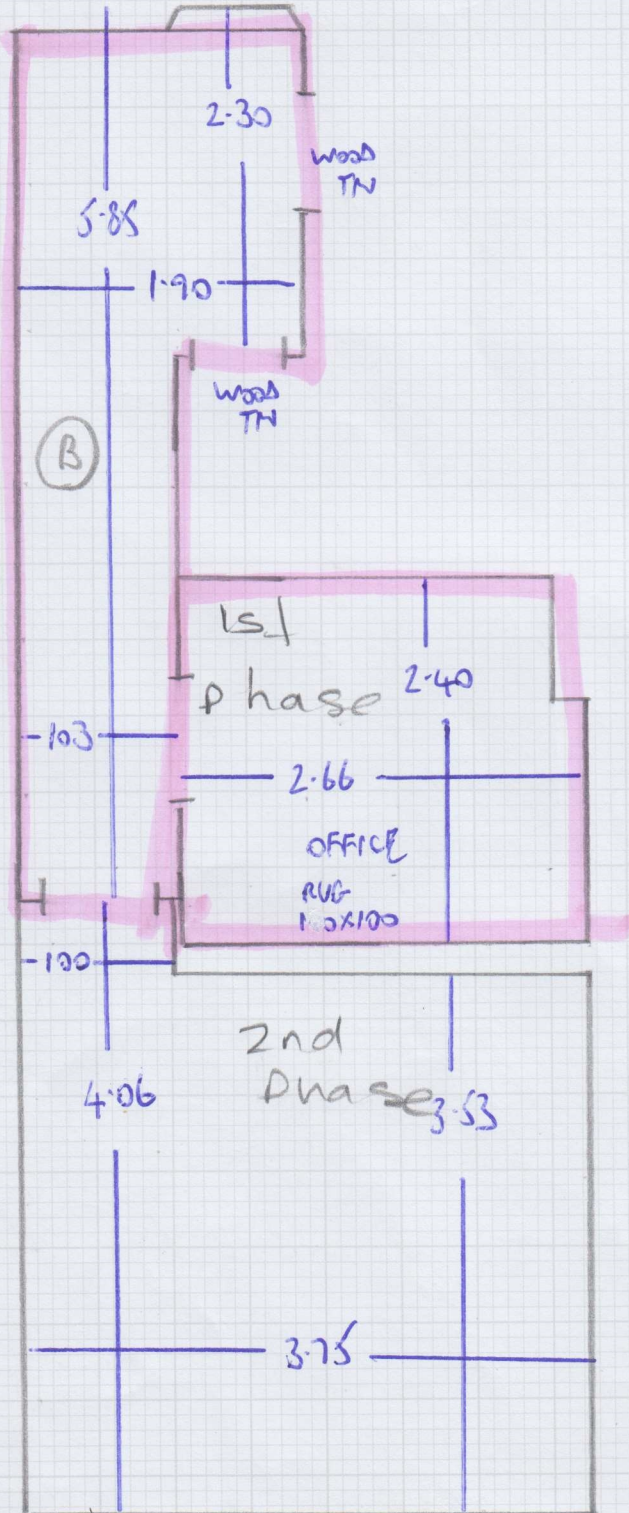 2.30
WOOD
TN
5.85
1.90
WOOD
TN
B
1st
Phase
2.40
103
2.66
OFFICE
RUG
100
2nd
Phase
4.06
3.53
3.75